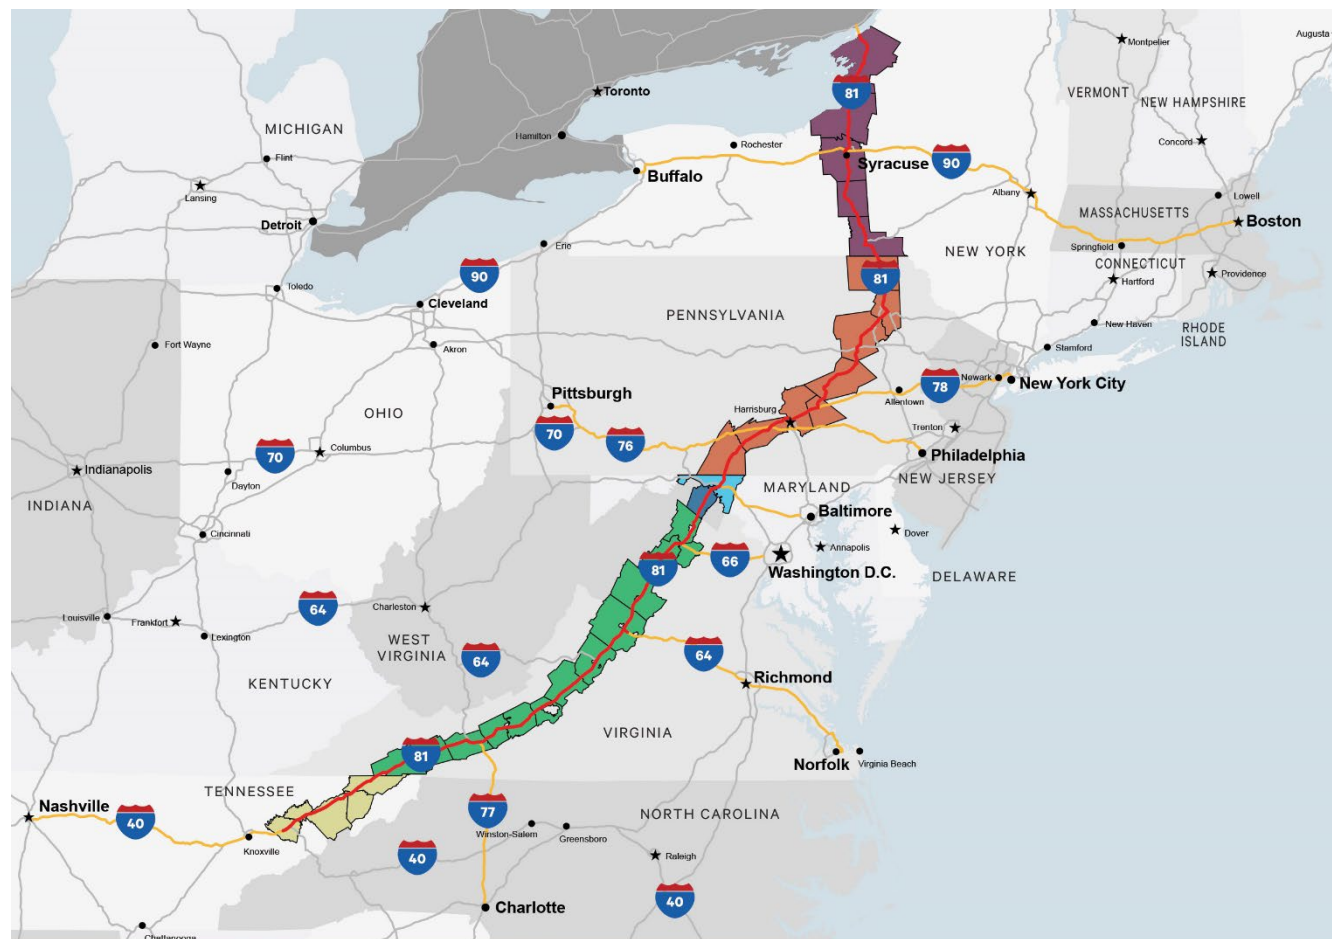 Augusta
Montpelier
VERMONT
NEW HAMPSHIRE
Toronto
81
MICHIGAN
Hamilton
Rochester
Concord
Flint
Syracuse
90
Buffalo
Lansing
Albany
Lowell
MASSACHUSETTS
Detroit
Boston
Erie
NEW YORK
Springfield
CONNECTICUT
90
81
Hartford
Providence
Toledo
Cleveland
PENNSYLVANIA
New Haven
RHODE
ISLAND
Fort Wayne
Akron
Stamford
Newark
New York City
78
Pittsburgh
Allentown
OHIO
Harrisburg
Trenton
70
76
Columbus
70
Philadelphia
Indianapolis
NEW JERSEY
Dayton
MARYLAND
INDIANA
Baltimore
Cincinnati
Dover
Annapolis
66
81
Washington D.C.
DELAWARE
Charleston
64
Louisville
Frankfort
Lexington
WEST
VIRGINIA
64
64
Richmond
KENTUCKY
VIRGINIA
81
Norfolk
Virginia Beach
TENNESSEE
Nashville
40
77
NORTH CAROLINA
Winston-Salem
Greensboro
Knoxville
40
Raleigh
40
Charlotte
Chattanooga